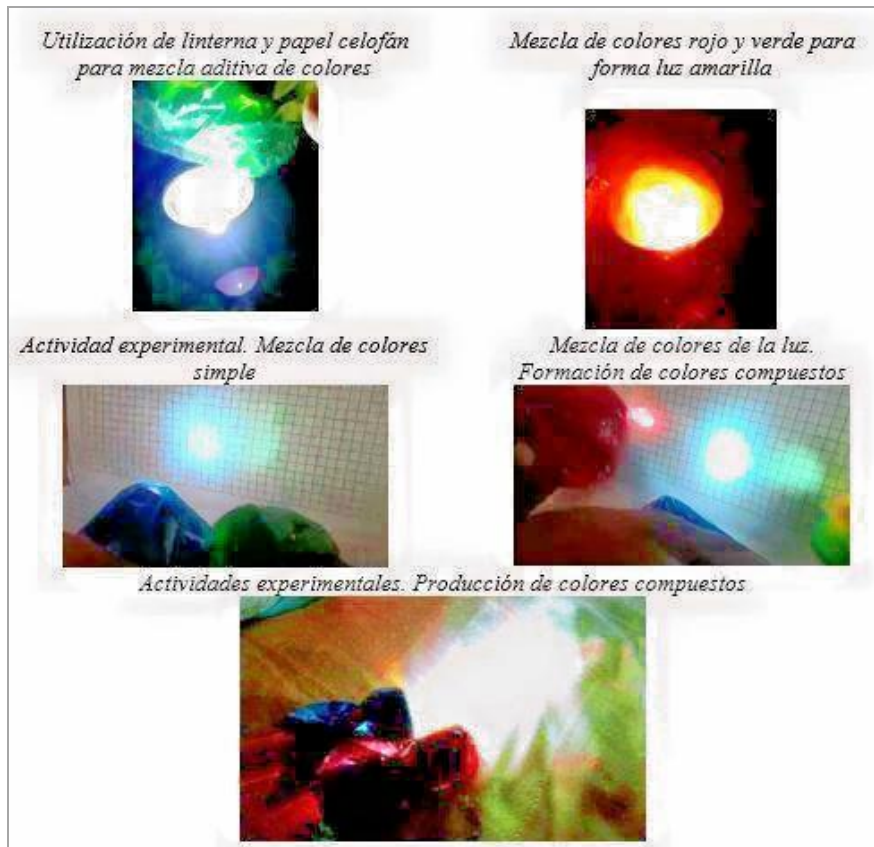 Utilización de linterna y papel celofán
para mezcla aditiva de colores
Mezcla de colores rojo y verde para
forma luz amarilla
Actividad experimental. Mezcla de colores
simple
Mezcla de colores de la luz.
Formación de colores compuestos
Actividades experimentales. Producción de colores compuestos